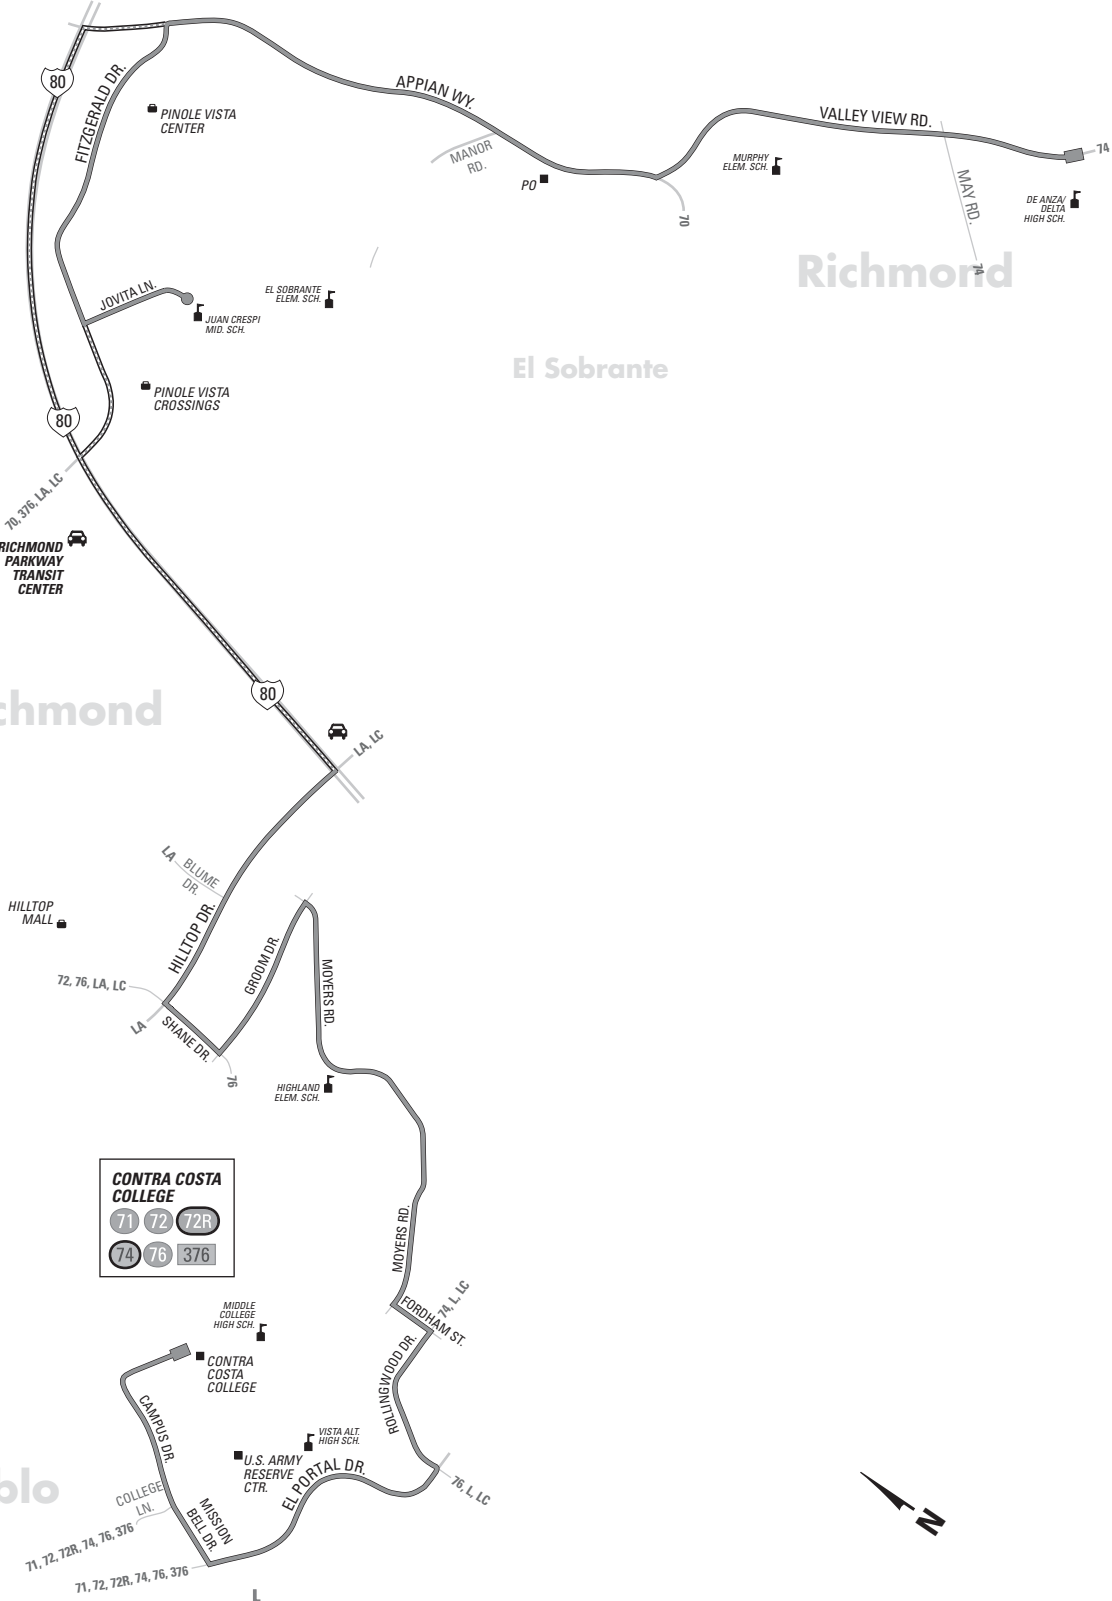 80
FITZGERALD DR.
PINOLE VISTA
CENTER
APPIAN WY.
MANOR
RD.
PO
VALLEY VIEW RD.
MURPHY
ELEM. SCH.
74
MAY RD.
DE ANZA/
DELTA
HIGH SCH.
70
74
Richmond
JOVITA LN.
EL SOBRANTE
ELEM. SCH.
JUAN CRESPI
MID. SCH.
El Sobrante
PINOLE VISTA
CROSSINGS
80
70, 376, LA, LC
RICHMOND
PARKWAY
TRANSIT
CENTER
chmond
80
LA, LC
LA
BLUME
DR.
HILLTOP
MALL
HILLTOP DR.
GROOM DR.
MOYERS RD.
72, 76, LA, LC
LA
SHANE DR.
76
HIGHLAND
ELEM. SCH.
CONTRA COSTA
COLLEGE
71 72 72R
74 76 376
MOYERS RD.
FORDHAM ST.
74, L, LC
MIDDLE
COLLEGE
HIGH SCH.
CONTRA
COSTA
COLLEGE
ROLLINGWOOD DR.
CAMPUS DR.
VISTA ALT.
HIGH SCH.
U.S. ARMY
RESERVE
CTR.
EL PORTAL DR.
76, L, LC
blo
COLLEGE
LN.
MISSION
BELL DR.
71, 72, 72R, 74, 76, 376
71, 72, 72R, 74, 76, 376
L
N